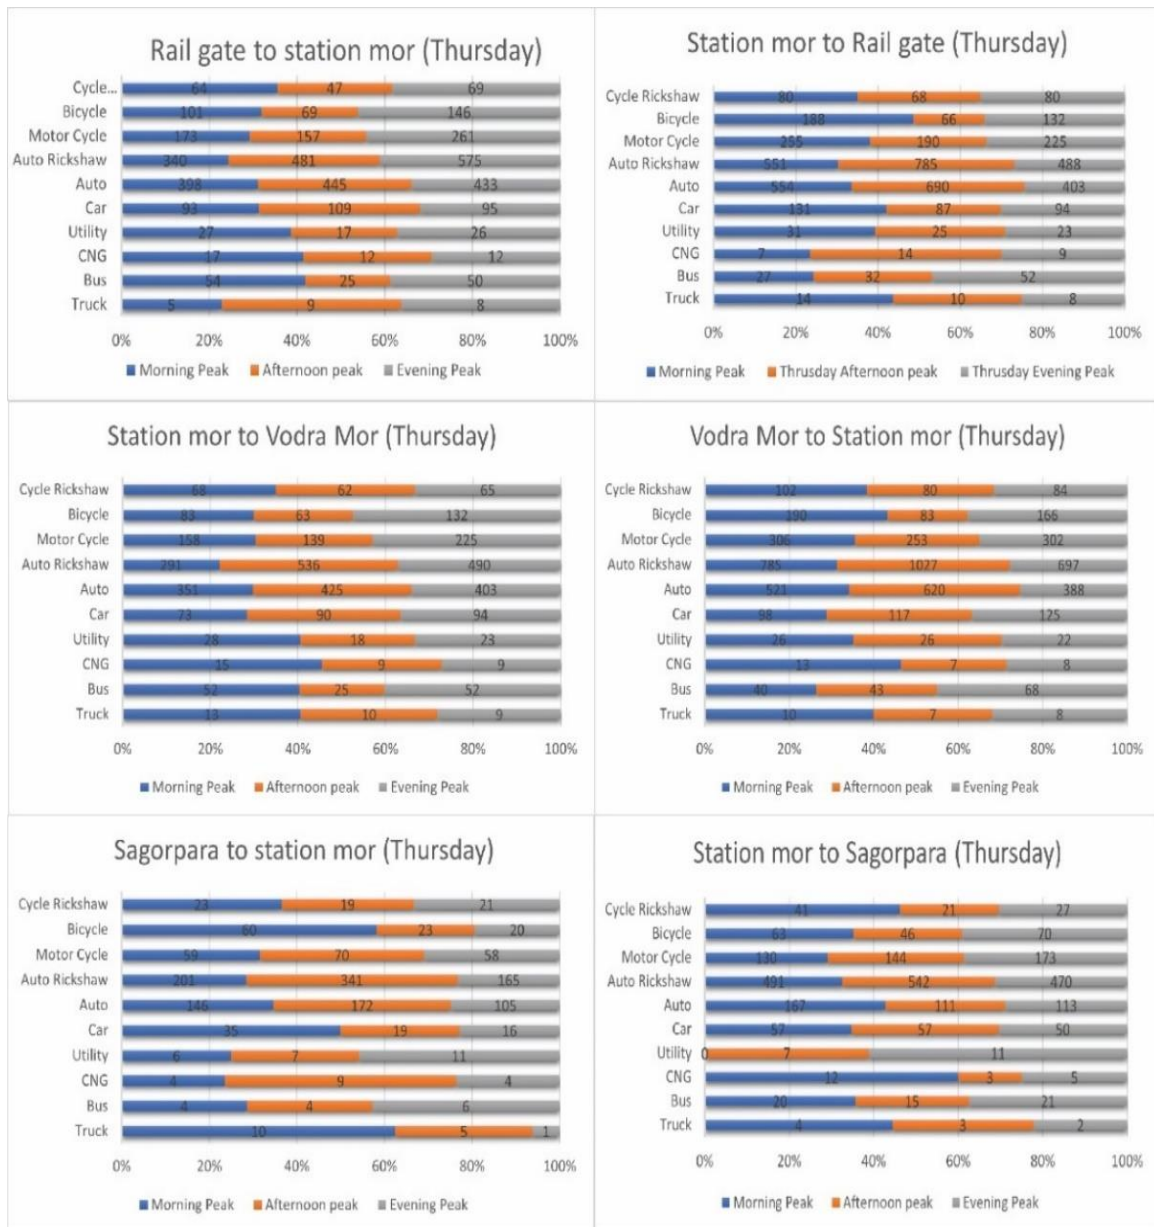 Rail gate to station mor (Thursday)
Cycle... 64 47 69
Bicycle 101 69 146
Motor Cycle 173 157 261
Auto Rickshaw 340 481 575
Auto 398 445 433
Car 93 109 95
Utility 27 17 26
CNG 17 12 12
Bus 54 25 50
Truck 5 9 8
0% 20% 40% 60% 80% 100%
Morning Peak Afternoon peak Evening Peak
Station mor to Rail gate (Thursday)
Cycle Rickshaw 80 68 80
Bicycle 188 66 132
Motor Cycle 255 190 225
Auto Rickshaw 551 785 488
Auto 554 690 403
Car 131 87 94
Utility 31 25 23
CNG 7 14 9
Bus 27 32 52
Truck 14 10 8
0% 20% 40% 60% 80% 100%
Morning Peak Thrusday Afternoon peak Thrusday Evening Peak
Station mor to Vodra Mor (Thursday)
Cycle Rickshaw 68 62 65
Bicycle 83 63 132
Motor Cycle 158 139 225
Auto Rickshaw 291 536 490
Auto 351 425 403
Car 73 90 94
Utility 28 18 23
CNG 15 9 9
Bus 52 25 52
Truck 13 10 9
0% 20% 40% 60% 80% 100%
Morning Peak Afternoon peak Evening Peak
Vodra Mor to Station mor (Thursday)
Cycle Rickshaw 102 80 84
Bicycle 190 83 166
Motor Cycle 306 253 302
Auto Rickshaw 785 1027 697
Auto 521 620 388
Car 98 117 125
Utility 26 26 22
CNG 13 7 8
Bus 40 43 68
Truck 10 7 8
0% 20% 40% 60% 80% 100%
Morning Peak Afternoon peak Evening Peak
Sagorpara to station mor (Thursday)
Cycle Rickshaw 23 19 21
Bicycle 60 23 20
Motor Cycle 59 70 58
Auto Rickshaw 201 341 165
Auto 146 172 105
Car 35 19 16
Utility 6 7 11
CNG 4 9 4
Bus 4 4 6
Truck 10 5 1
0% 20% 40% 60% 80% 100%
Morning Peak Afternoon peak Evening Peak
Station mor to Sagorpara (Thursday)
Cycle Rickshaw 41 21 27
Bicycle 63 46 70
Motor Cycle 130 144 173
Auto Rickshaw 491 542 470
Auto 167 111 113
Car 57 57 50
Utility 0 7 11
CNG 12 3 5
Bus 20 15 21
Truck 4 3 2
0% 20% 40% 60% 80% 100%
Morning Peak Afternoon peak Evening Peak